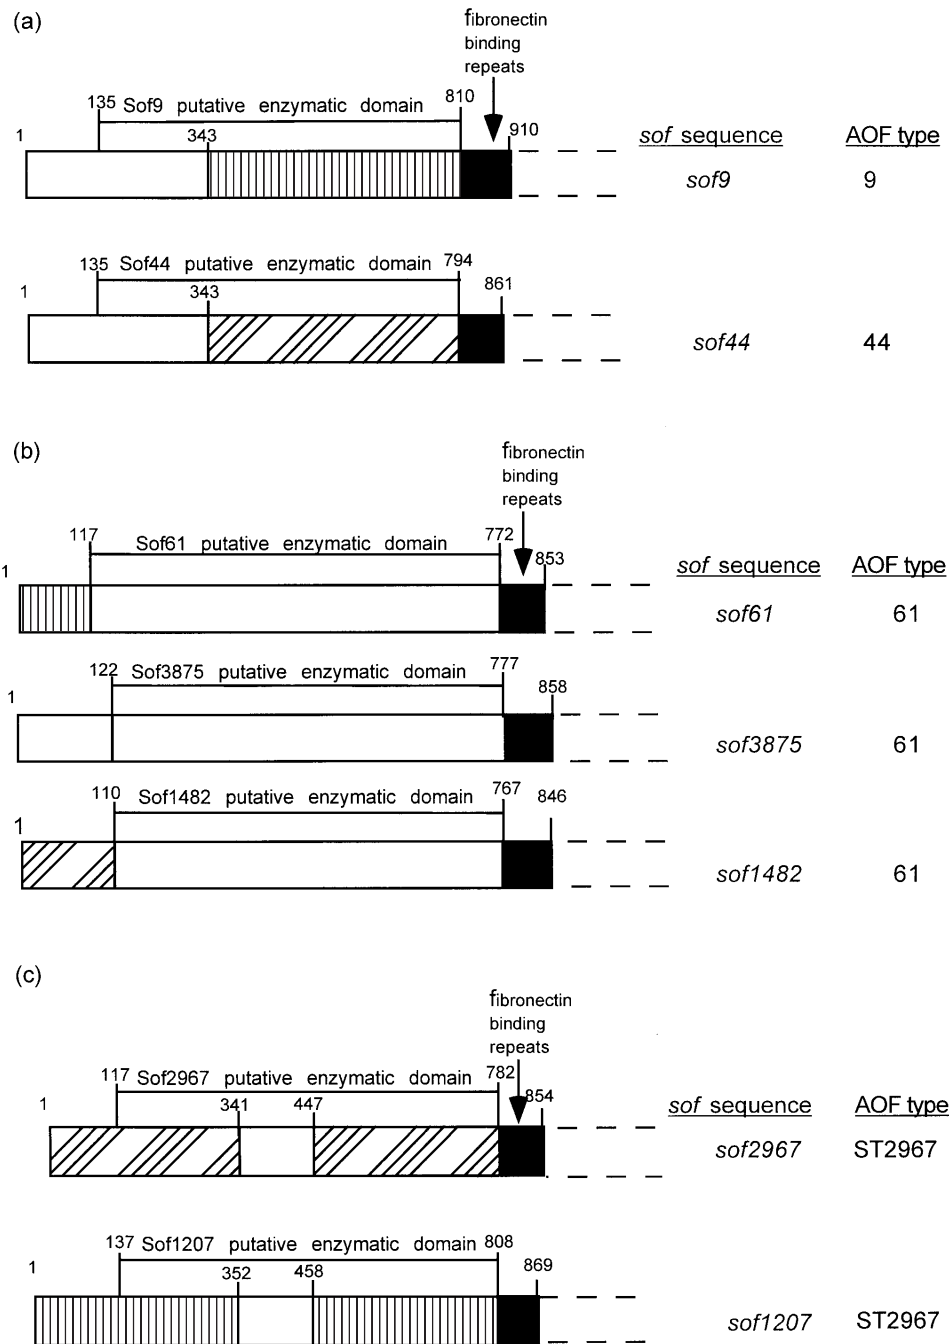 (a)
fibronectin
binding
repeats
135 Sof9 putative enzymatic domain 810
1 343 910
sof sequence AOF type
sof9 9
135 Sof44 putative enzymatic domain 794
1 343 861
sof44 44
(b)
fibronectin
binding
repeats
117 Sof61 putative enzymatic domain 772
1 853
sof sequence AOF type
sof61 61
122 Sof3875 putative enzymatic domain 777
1 858
sof3875 61
110 Sof1482 putative enzymatic domain 767 846
1
sof1482 61
(c)
fibronectin
binding
repeats
117 Sof2967 putative enzymatic domain 782
1 341 447 854
sof sequence AOF type
sof2967 ST2967
137 Sof1207 putative enzymatic domain 808
1 352 458 869
sof1207 ST2967